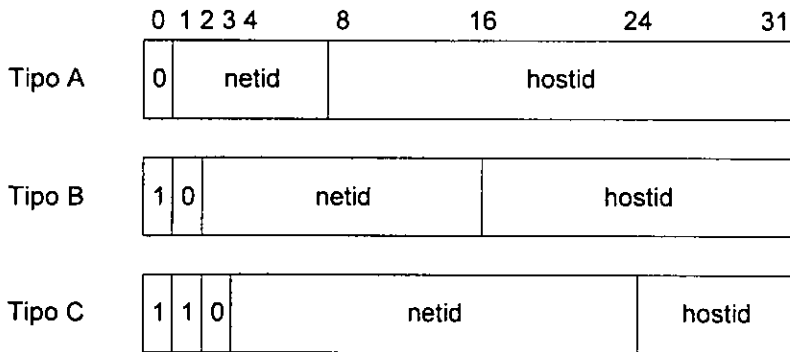 0 1 2 3 4 8 16 24 31
Tipo A 0 netid hostid
Tipo B 1 0 netid hostid
Tipo C 1 1 0 netid hostid